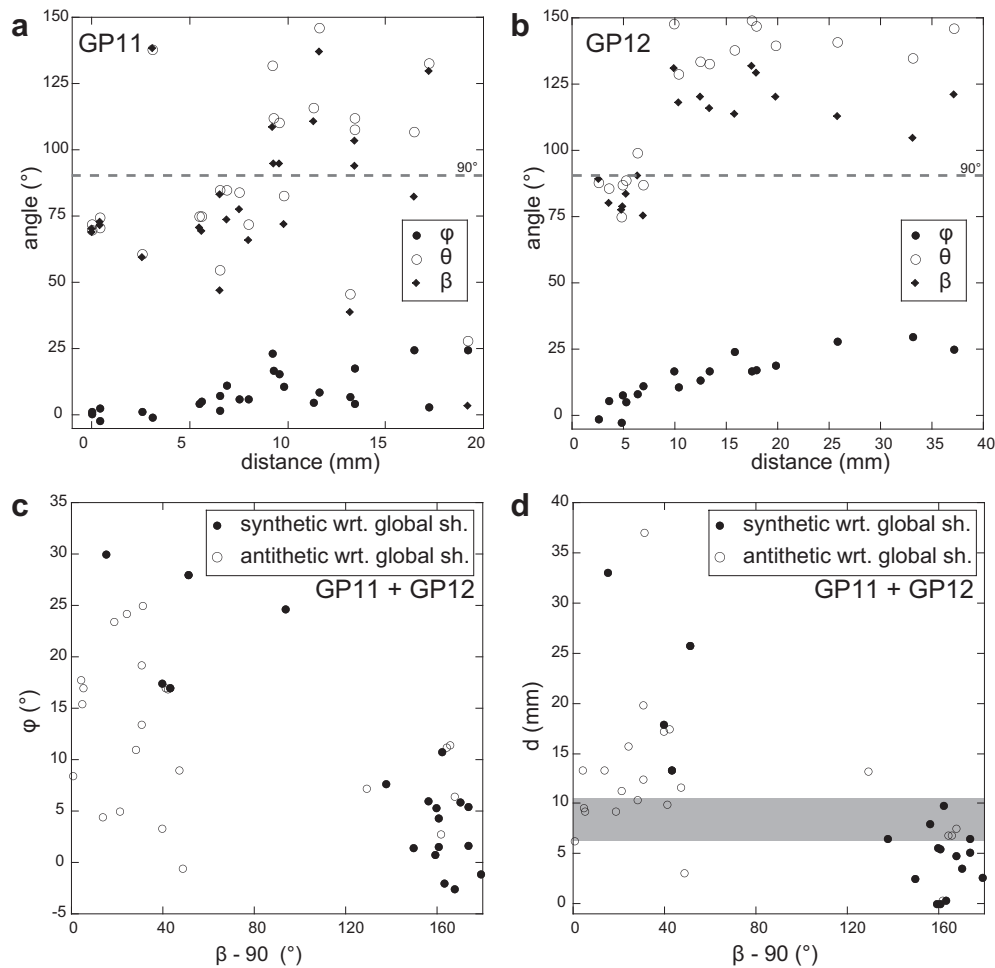 a
GP11
150
125
100
75
50
25
0
angle (°)
90°
φ
θ
β
0
5
10
15
20
distance (mm)
b
GP12
150
125
100
75
50
25
0
angle (°)
90°
φ
θ
β
0
5
10
15
20
25
30
35
40
distance (mm)
c
35
30
25
20
15
10
5
0
-5
φ (°)
synthetic wrt. global sh.
antithetic wrt. global sh.
GP11 + GP12
0
40
80
120
160
β - 90 (°)
d
40
35
30
25
20
15
10
5
0
d (mm)
synthetic wrt. global sh.
antithetic wrt. global sh.
GP11 + GP12
0
40
80
120
160
β - 90 (°)